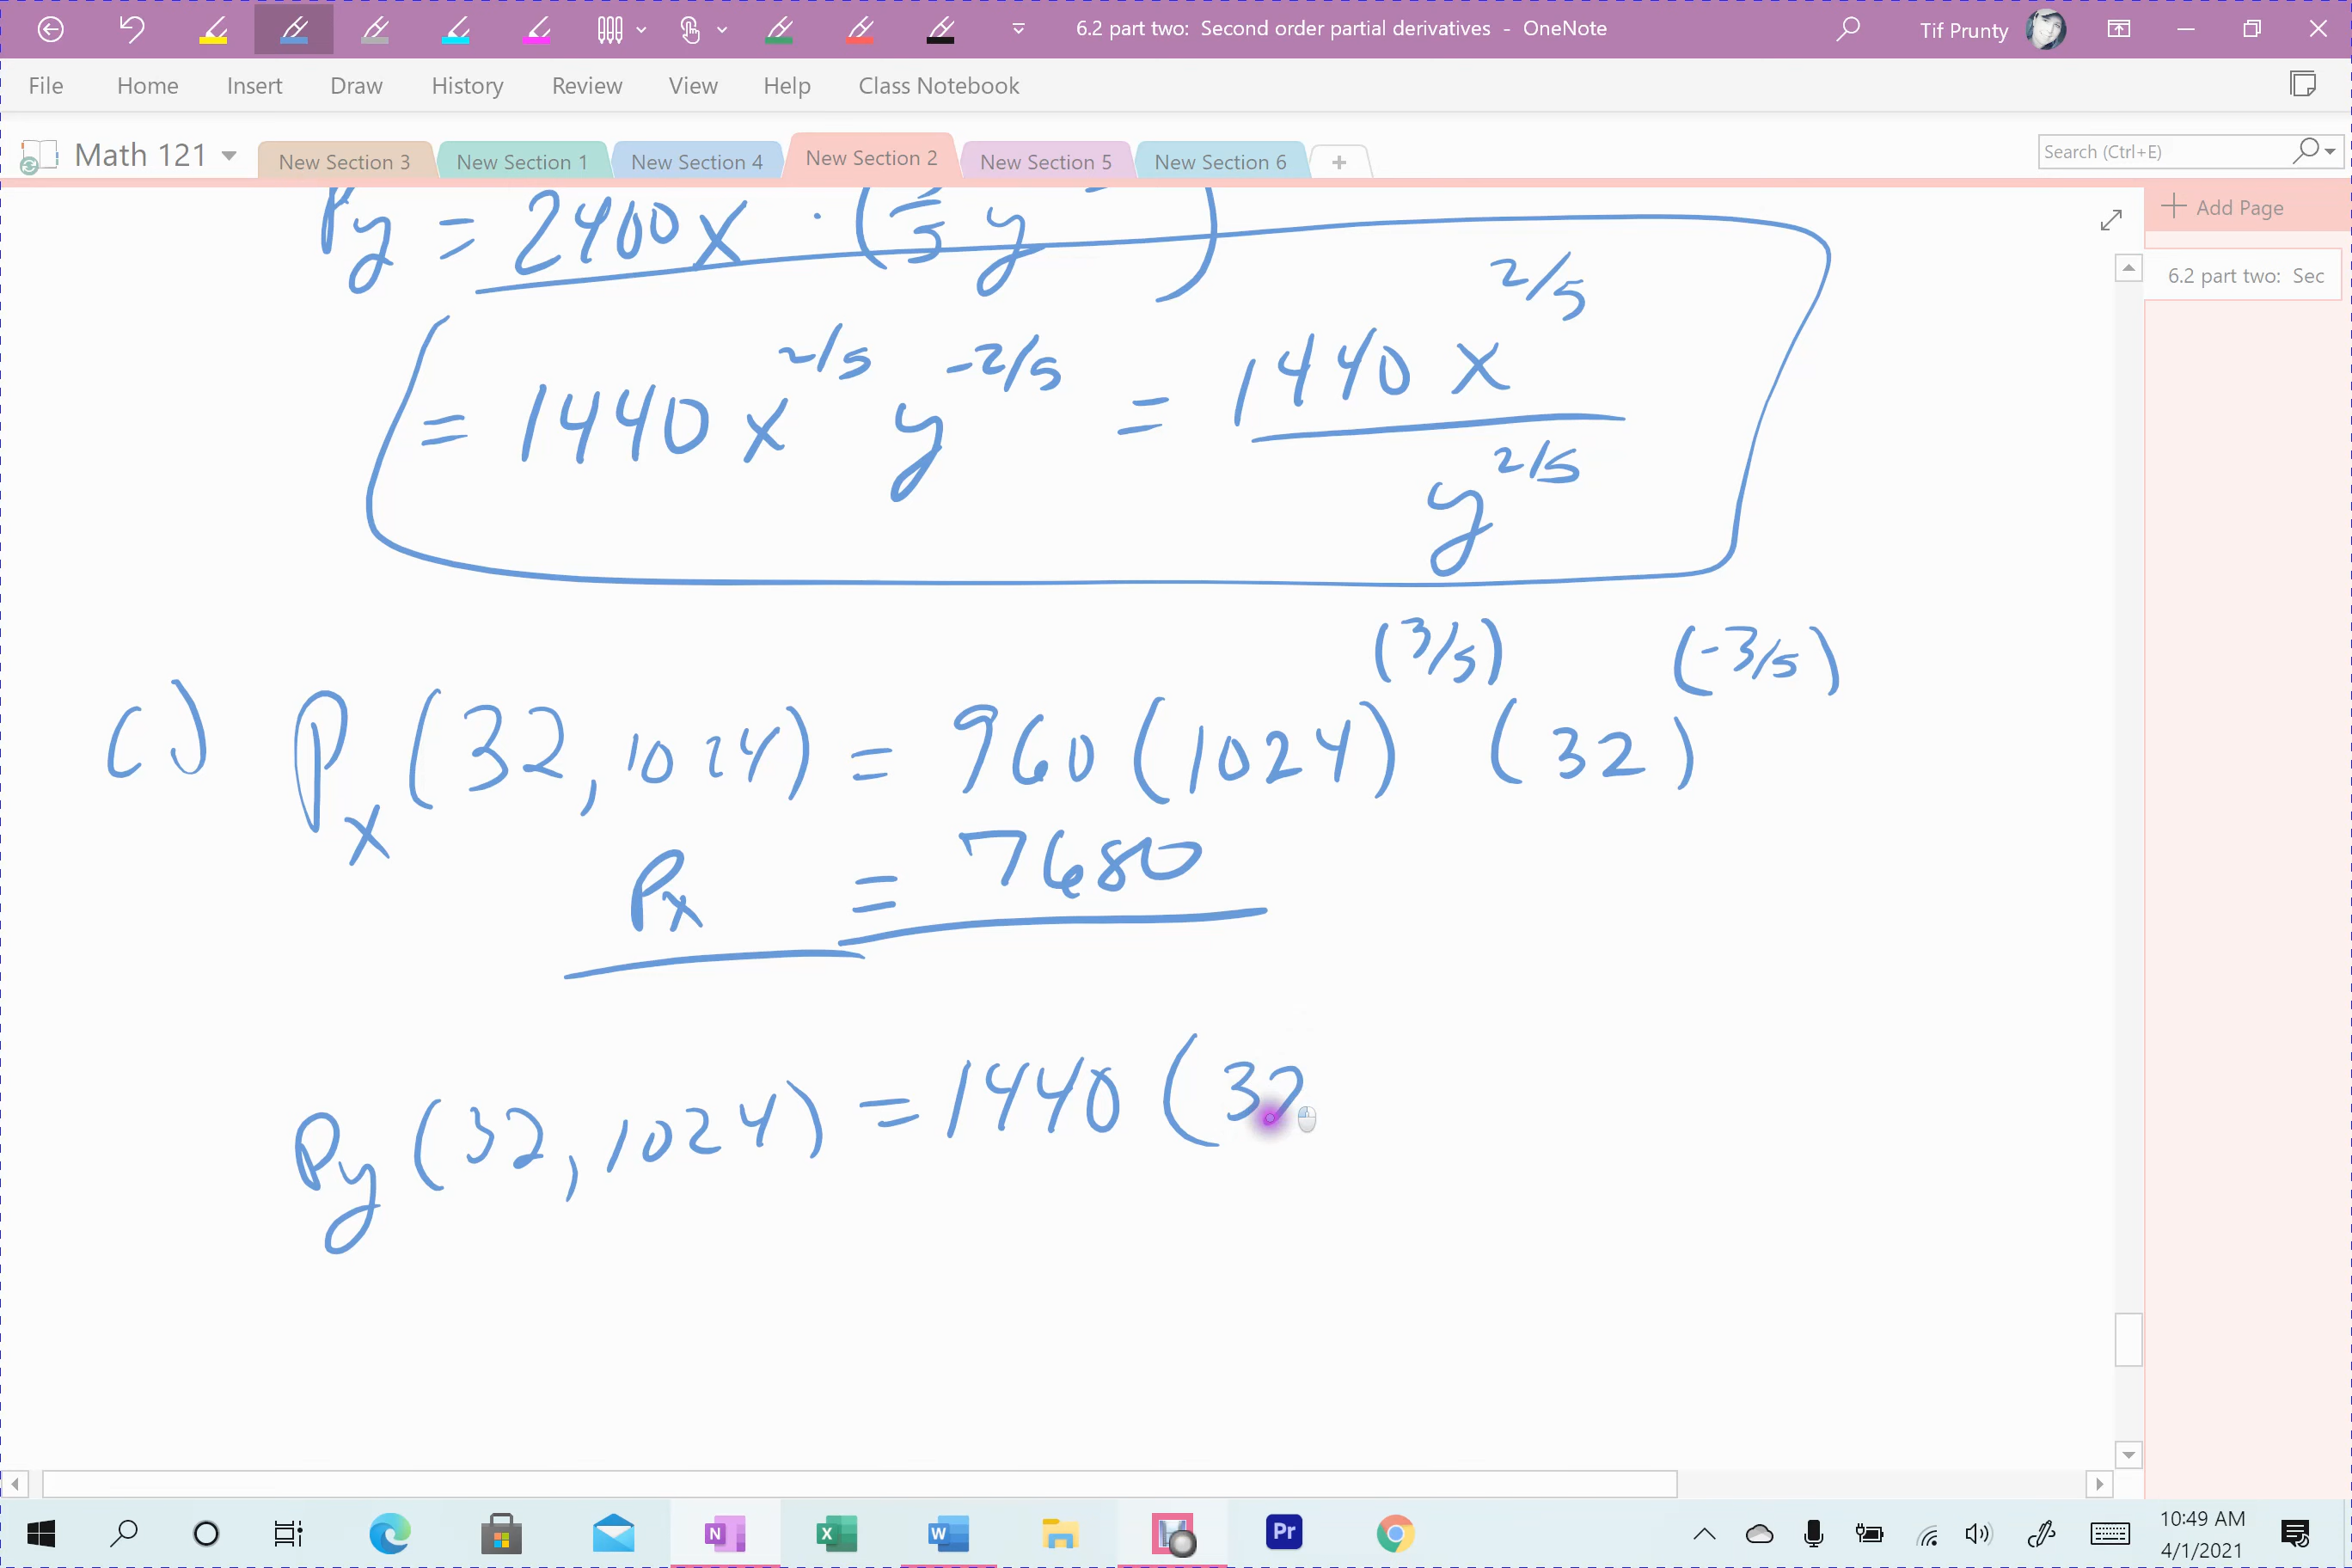 6.2 part two: Second order partial derivatives - OneNote
Tif Prunty
File Home Insert Draw History Review View Help Class Notebook
Math 121
New Section 3 New Section 1 New Section 4 New Section 2 New Section 5 New Section 6 +
Search (Ctrl+E)
+ Add Page
6.2 part two: Sec
Py = 2400x · ( y )
= 1440 x^2/5 y^-2/5 = 1440 x^2/5 / y^2/5
c) Px (32, 1024) = 960 (1024)^(3/5) (32)^(-3/5)
Px = 7680
Py (32, 1024) = 1440 (32
N
X
W
Pr
10:49 AM
4/1/2021